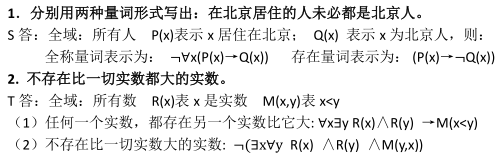 1. 分别用两种量词形式写出：在北京居住的人未必都是北京人。
S 答：全域：所有人 P(x)表示 x 居住在北京； Q(x) 表示 x 为北京人，则：
全称量词表示为： ¬∀x(P(x)→Q(x)) 存在量词表示为：(P(x)→¬Q(x))
2. 不存在比一切实数都大的实数。
T 答：全域：所有数 R(x)表 x 是实数 M(x,y)表 x<y
（1）任何一个实数，都存在另一个实数比它大: ∀x∃y R(x)∧R(y) →M(x<y)
（2）不存在比一切实数大的实数: ¬(∃x∀y R(x) ∧R(y) ∧M(y,x))